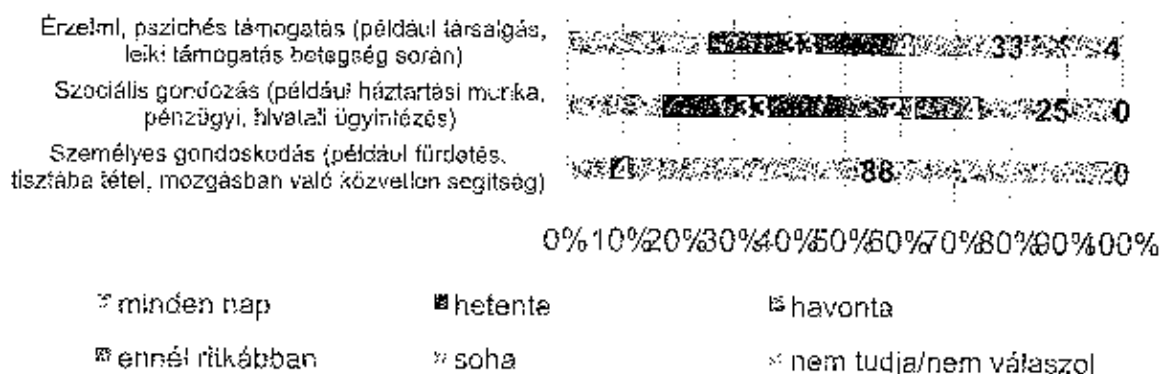 Érzelmi, pszichés támogatás (például társalgás,
lelki támogatás betegség során)
33 4
Szociális gondozás (például háztartási munka,
pénzügyi, hivatali ügyintézés)
33 25 0
Személyes gondoskodás (például fürdetés,
tisztába tétel, mozgásban való közvetlen segítség)
88 0
0% 10% 20% 30% 40% 50% 60% 70% 80% 90% 00%
minden nap hetente havonta
ennél ritkábban soha nem tudja/nem válaszol